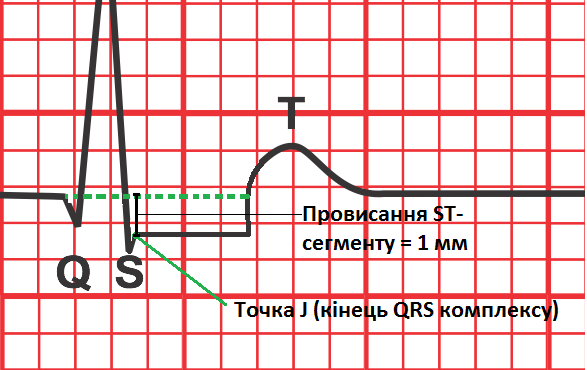 T
Провисання ST-
сегменту = 1 мм
Q S
Точка J (кінець QRS комплексу)